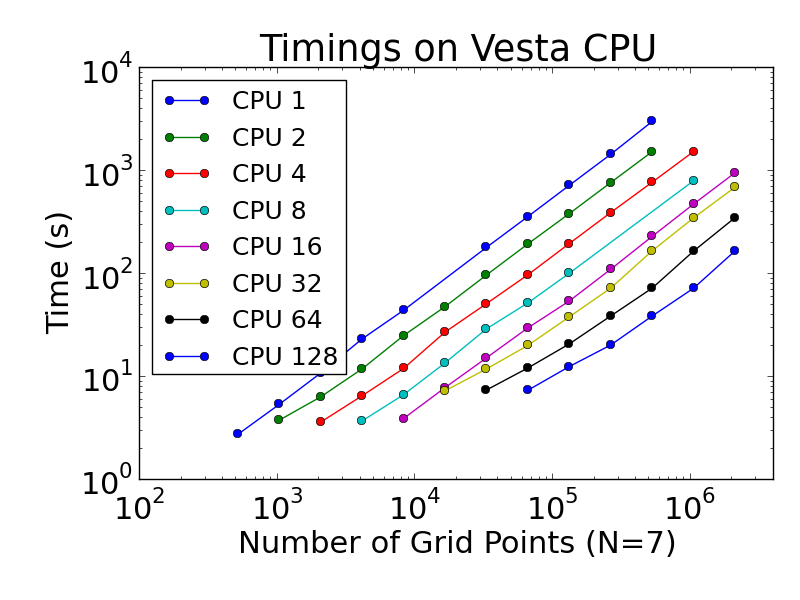 Timings on Vesta CPU
10^4
10^3
10^2
10^1
10^0
Time (s)
CPU 1
CPU 2
CPU 4
CPU 8
CPU 16
CPU 32
CPU 64
CPU 128
10^2 10^3 10^4 10^5 10^6
Number of Grid Points (N=7)